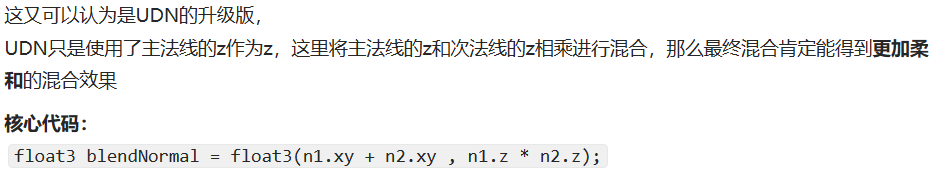 这又可以认为是UDN的升级版，
UDN只是使用了主法线的z作为z，这里将主法线的z和次法线的z相乘进行混合，那么最终混合肯定能得到更加柔
和的混合效果
核心代码：
float3 blendNormal = float3(n1.xy + n2.xy , n1.z * n2.z);